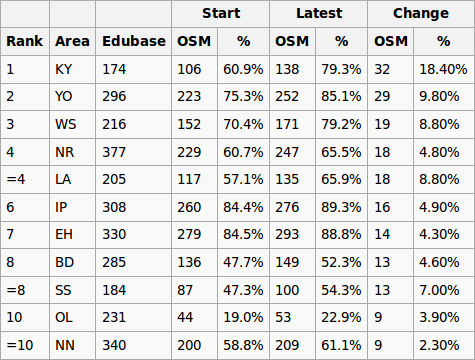 Start Latest Change
Rank Area Edubase OSM % OSM % OSM %
1 KY 174 106 60.9% 138 79.3% 32 18.40%
2 YO 296 223 75.3% 252 85.1% 29 9.80%
3 WS 216 152 70.4% 171 79.2% 19 8.80%
4 NR 377 229 60.7% 247 65.5% 18 4.80%
=4 LA 205 117 57.1% 135 65.9% 18 8.80%
6 IP 308 260 84.4% 276 89.3% 16 4.90%
7 EH 330 279 84.5% 293 88.8% 14 4.30%
8 BD 285 136 47.7% 149 52.3% 13 4.60%
=8 SS 184 87 47.3% 100 54.3% 13 7.00%
10 OL 231 44 19.0% 53 22.9% 9 3.90%
=10 NN 340 200 58.8% 209 61.1% 9 2.30%